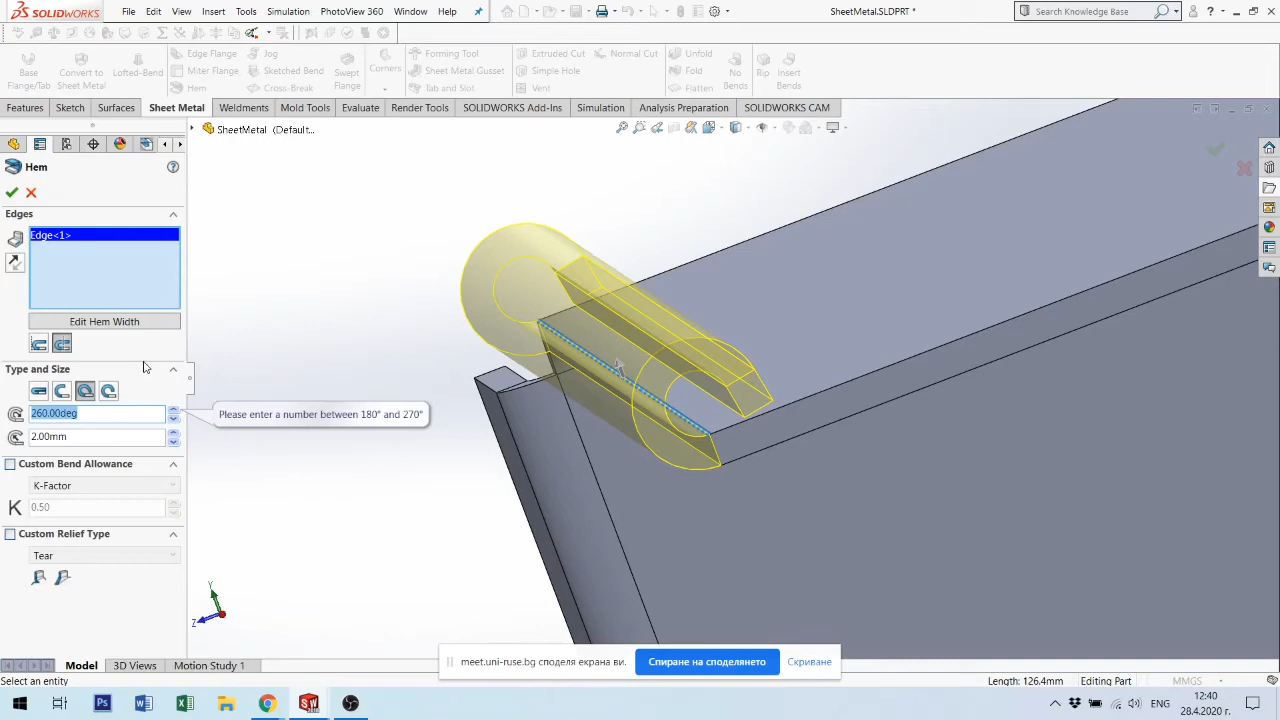 SOLIDWORKS File Edit View Insert Tools Simulation PhotoView 360 Window SheetMetal.SLDPRT * Search Knowledge Base
Base Flange/Tab
Convert to Sheet Metal
Lofted-Bend
Edge Flange
Miter Flange
Hem
Jog
Sketched Bend
Cross-Break
Swept Flange
Corners
Forming Tool
Sheet Metal Gusset
Tab and Slot
Extruded Cut
Simple Hole
Vent
Normal Cut
Unfold
Fold
Flatten
No Bends
Rip
Insert Bends
Features Sketch Surfaces Sheet Metal Weldments Mold Tools Evaluate Render Tools SOLIDWORKS Add-Ins Simulation Analysis Preparation SOLIDWORKS CAM
SheetMetal (Default...
Hem
Edges
Edge<1>
Edit Hem Width
Type and Size
260.00deg
Please enter a number between 180° and 270°
2.00mm
Custom Bend Allowance
K-Factor
K 0.50
Custom Relief Type
Tear
Y
Z
meet.uni-ruse.bg споделя екрана ви. Спиране на споделянето Скриване
Model 3D Views Motion Study 1
Select an entity Length: 126.4mm Editing Part MMGS
ENG
12:40
28.4.2020 г.